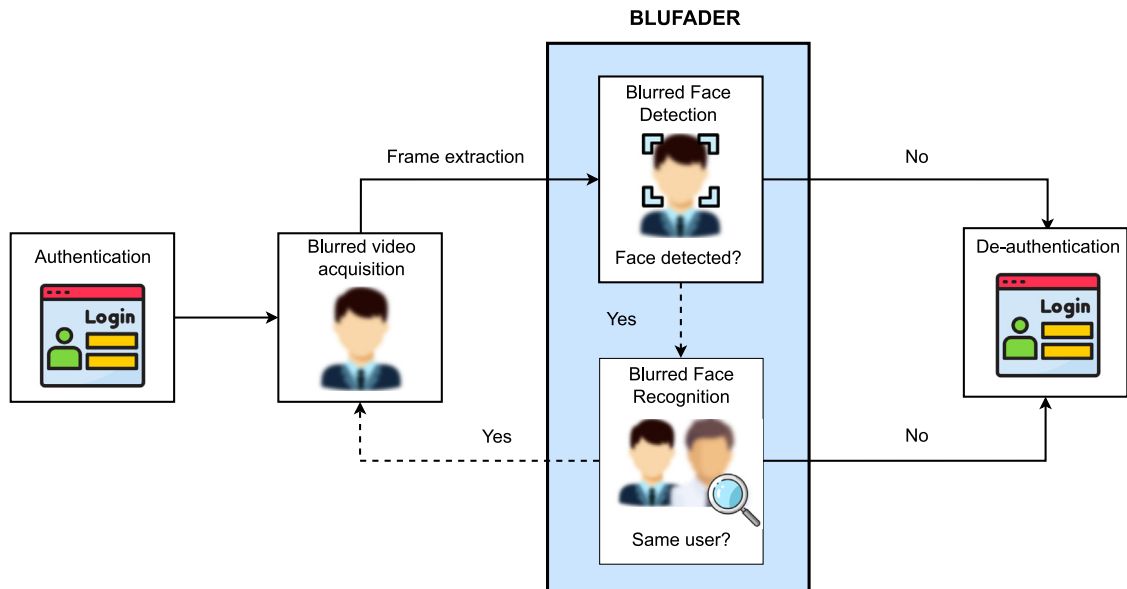 BLUFADER
Blurred Face
Detection
Frame extraction
No
Authentication
Login
Blurred video
acquisition
Face detected?
De-authentication
Login
Yes
Blurred Face
Recognition
Yes
No
Same user?